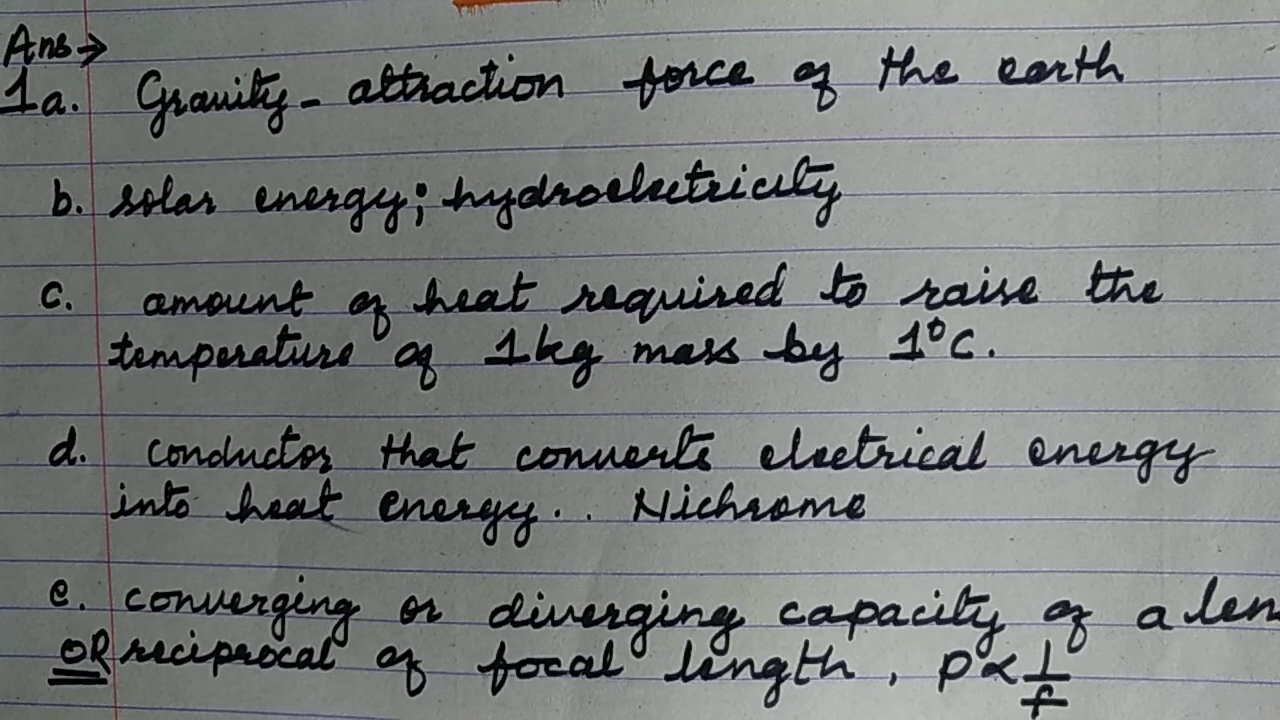 Ans →
1a. Gravity - attraction force of the earth
b. solar energy; hydroelectricity
c. amount of heat required to raise the
temperature of 1kg mass by 1°C.
d. conductor that converts electrical energy
into heat energy.. Nichrome
e. converging or diverging capacity of a len
OR reciprocal of focal length, P∝1/f